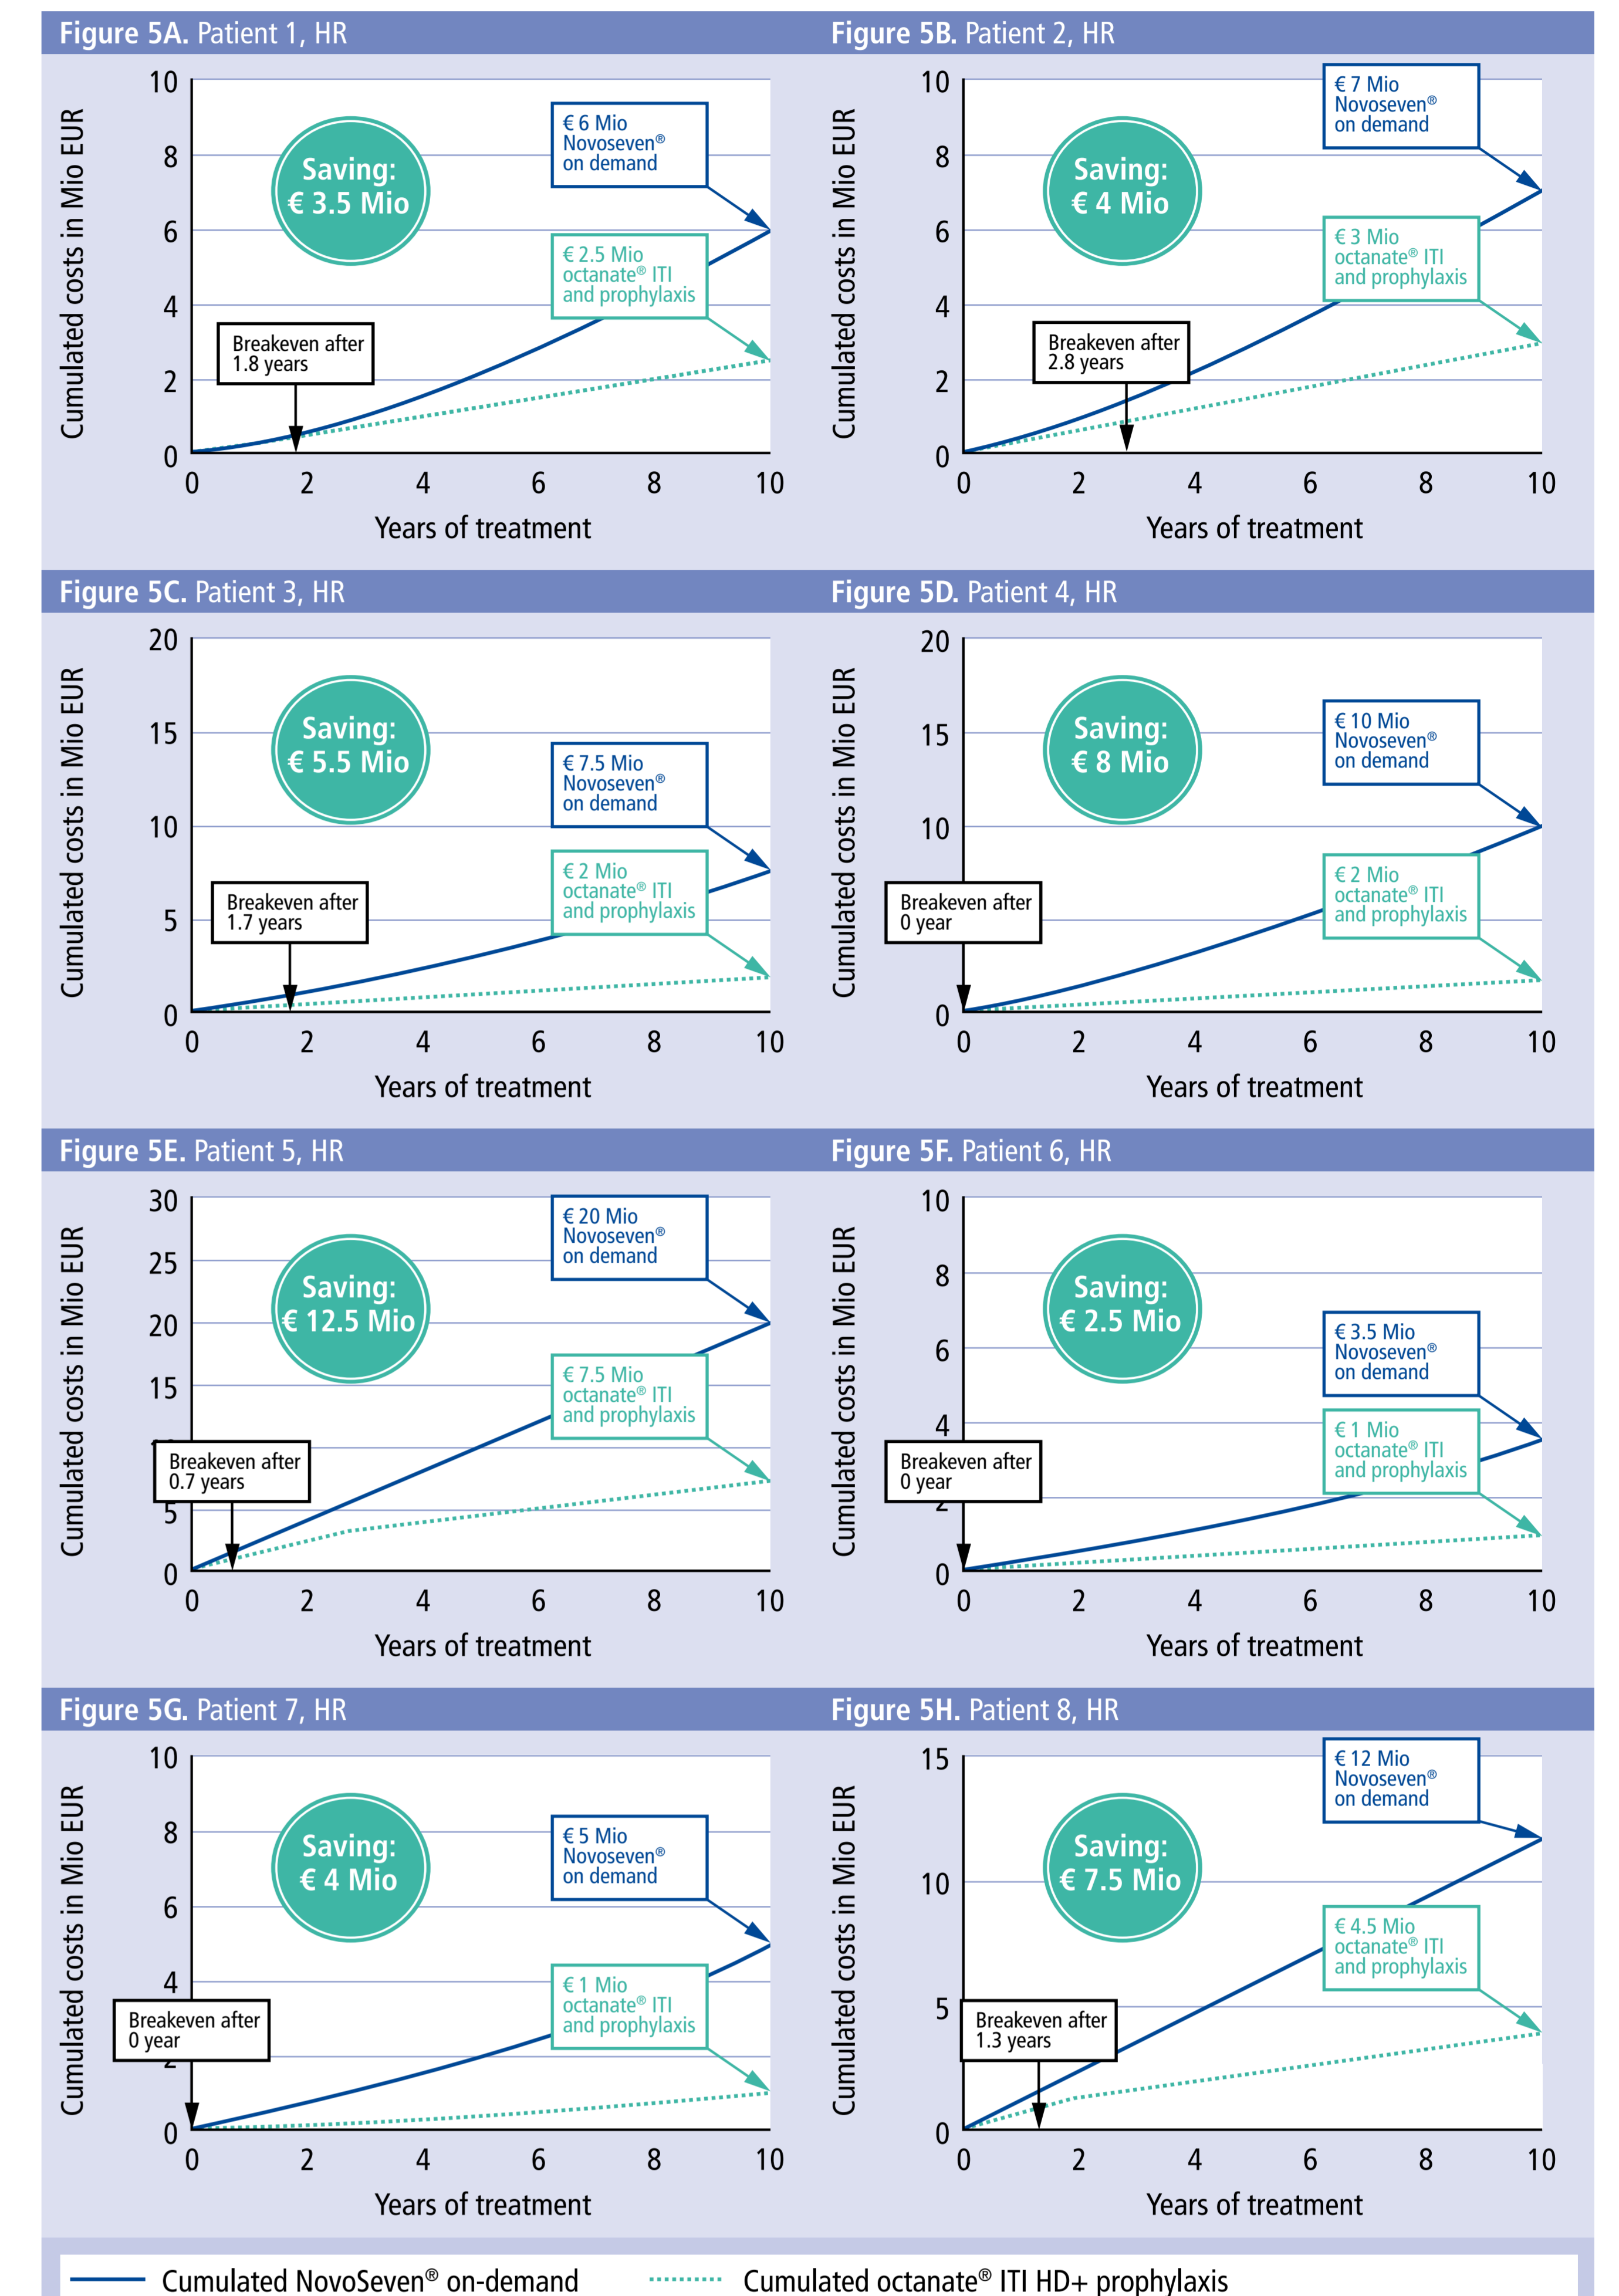 Figure 5A. Patient 1, HR
Cumulated costs in Mio EUR
10
8
6
4
2
0
Saving:
€ 3.5 Mio
€ 6 Mio
Novoseven®
on demand
€ 2.5 Mio
octanate® ITI
and prophylaxis
Breakeven after
1.8 years
0 2 4 6 8 10
Years of treatment
Figure 5B. Patient 2, HR
Cumulated costs in Mio EUR
10
8
6
4
2
0
Saving:
€ 4 Mio
€ 7 Mio
Novoseven®
on demand
€ 3 Mio
octanate® ITI
and prophylaxis
Breakeven after
2.8 years
0 2 4 6 8 10
Years of treatment
Figure 5C. Patient 3, HR
Cumulated costs in Mio EUR
20
15
10
5
0
Saving:
€ 5.5 Mio
€ 7.5 Mio
Novoseven®
on demand
€ 2 Mio
octanate® ITI
and prophylaxis
Breakeven after
1.7 years
0 2 4 6 8 10
Years of treatment
Figure 5D. Patient 4, HR
Cumulated costs in Mio EUR
20
15
10
0
Saving:
€ 8 Mio
€ 10 Mio
Novoseven®
on demand
€ 2 Mio
octanate® ITI
and prophylaxis
Breakeven after
0 year
0 2 4 6 8 10
Years of treatment
Figure 5E. Patient 5, HR
Cumulated costs in Mio EUR
30
25
20
15
5
0
Saving:
€ 12.5 Mio
€ 20 Mio
Novoseven®
on demand
€ 7.5 Mio
octanate® ITI
and prophylaxis
Breakeven after
0.7 years
0 2 4 6 8 10
Years of treatment
Figure 5F. Patient 6, HR
Cumulated costs in Mio EUR
10
8
6
4
2
0
Saving:
€ 2.5 Mio
€ 3.5 Mio
Novoseven®
on demand
€ 1 Mio
octanate® ITI
and prophylaxis
Breakeven after
0 year
0 2 4 6 8 10
Years of treatment
Figure 5G. Patient 7, HR
Cumulated costs in Mio EUR
10
8
6
4
2
0
Saving:
€ 4 Mio
€ 5 Mio
Novoseven®
on demand
€ 1 Mio
octanate® ITI
and prophylaxis
Breakeven after
0 year
0 2 4 6 8 10
Years of treatment
Figure 5H. Patient 8, HR
Cumulated costs in Mio EUR
15
10
5
0
Saving:
€ 7.5 Mio
€ 12 Mio
Novoseven®
on demand
€ 4.5 Mio
octanate® ITI
and prophylaxis
Breakeven after
1.3 years
0 2 4 6 8 10
Years of treatment
Cumulated NovoSeven® on-demand
Cumulated octanate® ITI HD+ prophylaxis